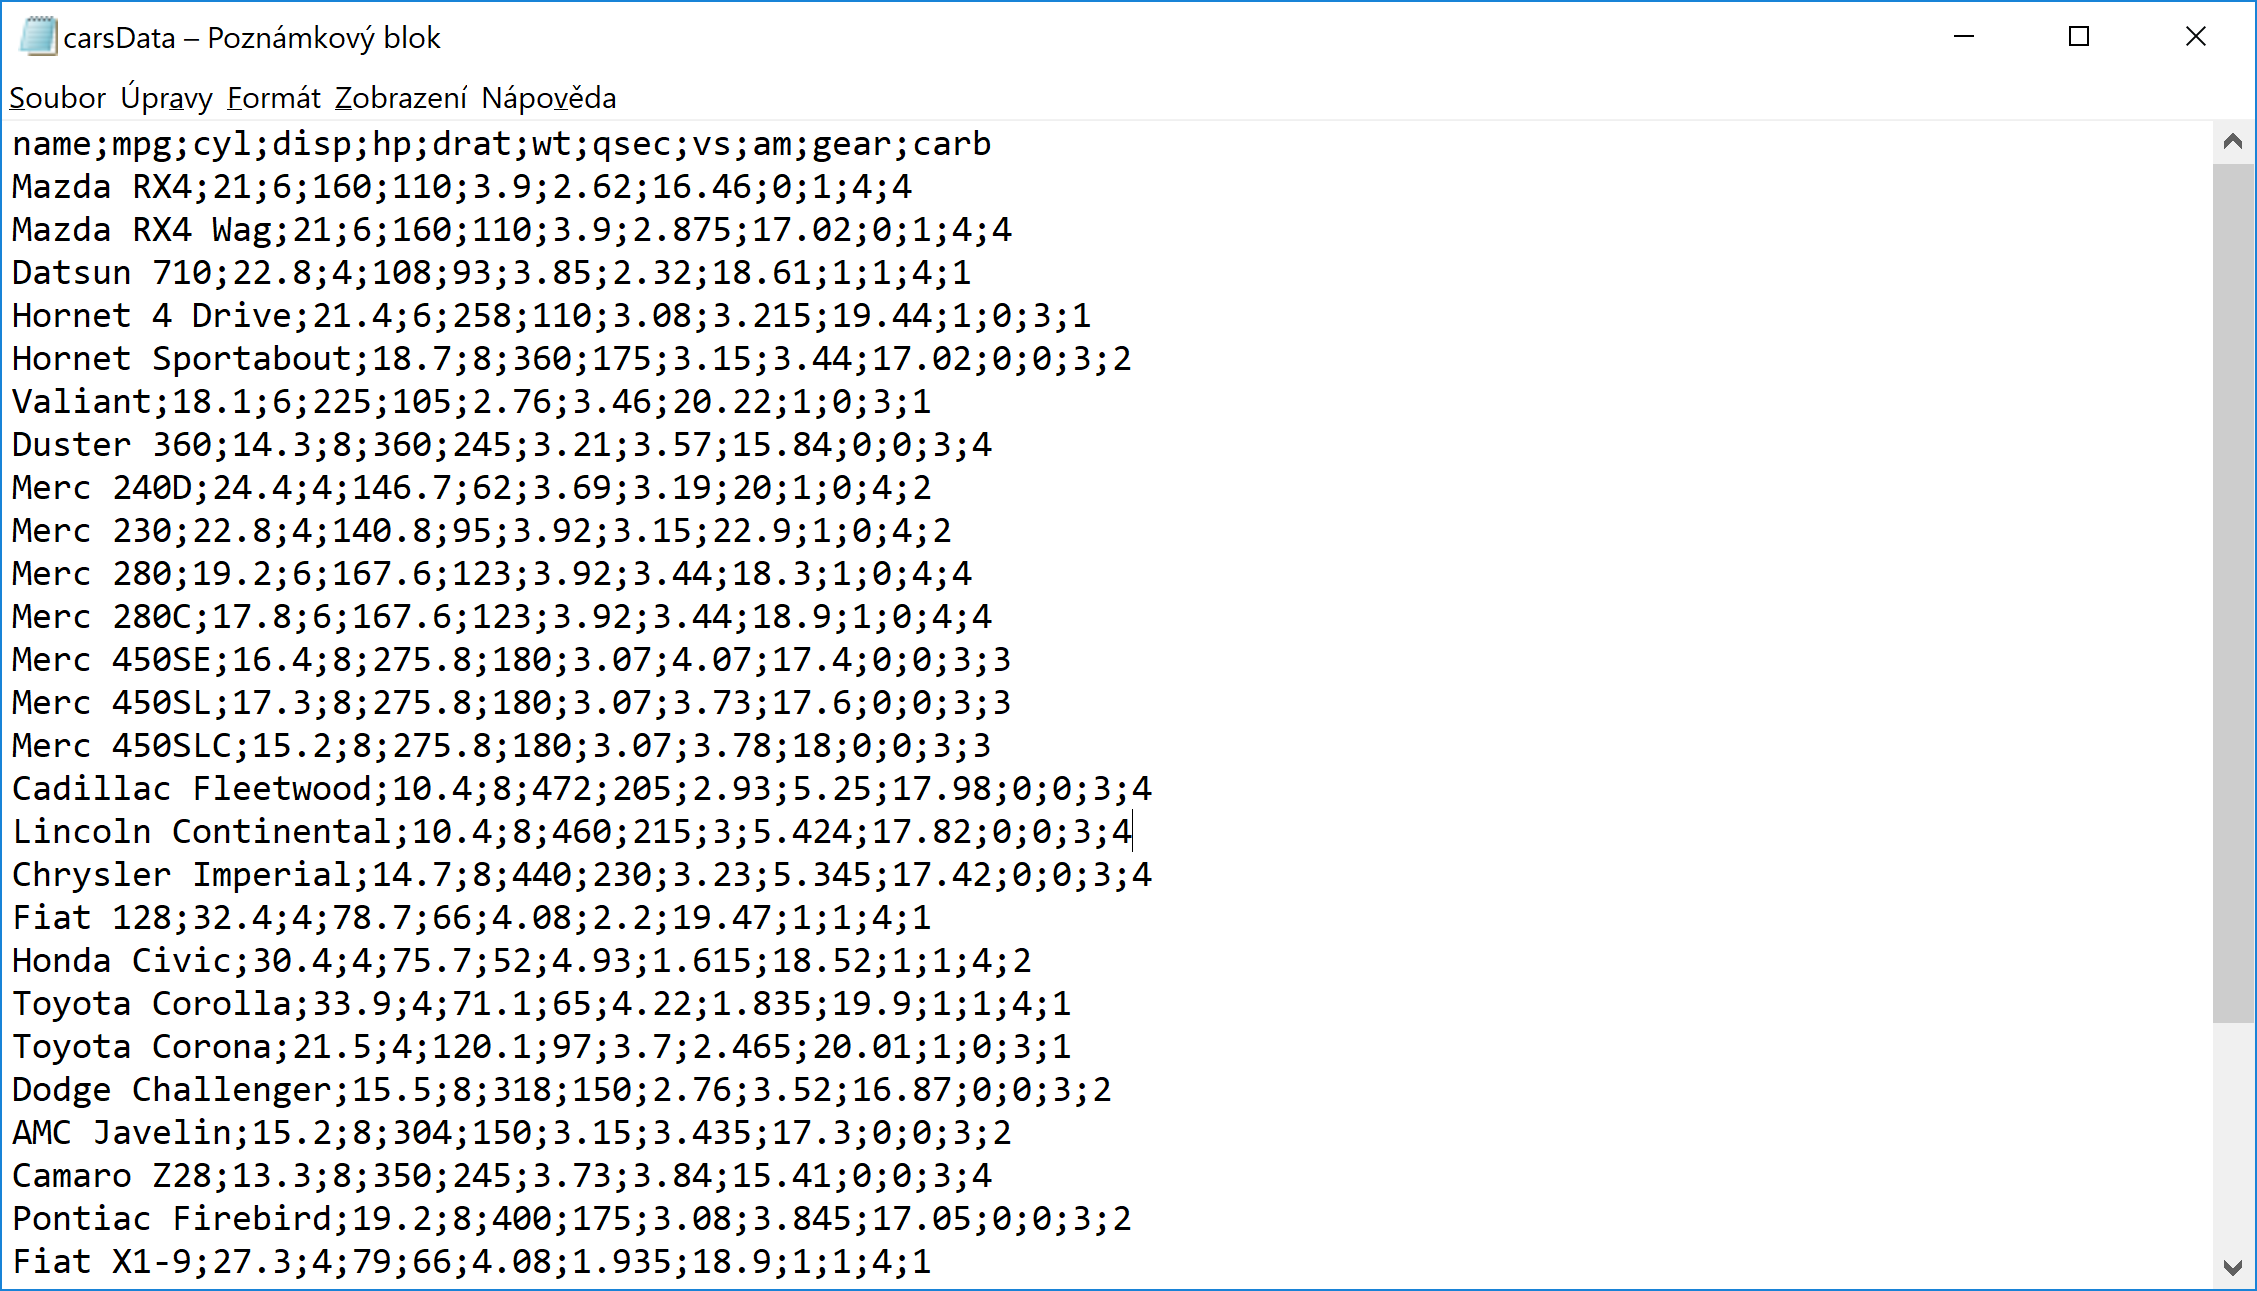 carsData – Poznámkový blok
Soubor Úpravy Formát Zobrazení Nápověda
name;mpg;cyl;disp;hp;drat;wt;qsec;vs;am;gear;carb
Mazda RX4;21;6;160;110;3.9;2.62;16.46;0;1;4;4
Mazda RX4 Wag;21;6;160;110;3.9;2.875;17.02;0;1;4;4
Datsun 710;22.8;4;108;93;3.85;2.32;18.61;1;1;4;1
Hornet 4 Drive;21.4;6;258;110;3.08;3.215;19.44;1;0;3;1
Hornet Sportabout;18.7;8;360;175;3.15;3.44;17.02;0;0;3;2
Valiant;18.1;6;225;105;2.76;3.46;20.22;1;0;3;1
Duster 360;14.3;8;360;245;3.21;3.57;15.84;0;0;3;4
Merc 240D;24.4;4;146.7;62;3.69;3.19;20;1;0;4;2
Merc 230;22.8;4;140.8;95;3.92;3.15;22.9;1;0;4;2
Merc 280;19.2;6;167.6;123;3.92;3.44;18.3;1;0;4;4
Merc 280C;17.8;6;167.6;123;3.92;3.44;18.9;1;0;4;4
Merc 450SE;16.4;8;275.8;180;3.07;4.07;17.4;0;0;3;3
Merc 450SL;17.3;8;275.8;180;3.07;3.73;17.6;0;0;3;3
Merc 450SLC;15.2;8;275.8;180;3.07;3.78;18;0;0;3;3
Cadillac Fleetwood;10.4;8;472;205;2.93;5.25;17.98;0;0;3;4
Lincoln Continental;10.4;8;460;215;3;5.424;17.82;0;0;3;4
Chrysler Imperial;14.7;8;440;230;3.23;5.345;17.42;0;0;3;4
Fiat 128;32.4;4;78.7;66;4.08;2.2;19.47;1;1;4;1
Honda Civic;30.4;4;75.7;52;4.93;1.615;18.52;1;1;4;2
Toyota Corolla;33.9;4;71.1;65;4.22;1.835;19.9;1;1;4;1
Toyota Corona;21.5;4;120.1;97;3.7;2.465;20.01;1;0;3;1
Dodge Challenger;15.5;8;318;150;2.76;3.52;16.87;0;0;3;2
AMC Javelin;15.2;8;304;150;3.15;3.435;17.3;0;0;3;2
Camaro Z28;13.3;8;350;245;3.73;3.84;15.41;0;0;3;4
Pontiac Firebird;19.2;8;400;175;3.08;3.845;17.05;0;0;3;2
Fiat X1-9;27.3;4;79;66;4.08;1.935;18.9;1;1;4;1